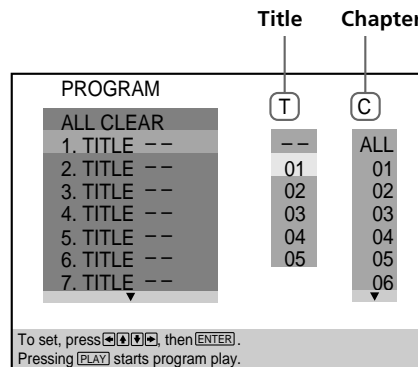 Title Chapter
PROGRAM
T C
ALL CLEAR
1. TITLE – – – – ALL
2. TITLE – – 01 01
3. TITLE – – 02 02
4. TITLE – – 03 03
5. TITLE – – 04 04
6. TITLE – – 05 05
7. TITLE – – 06
To set, press ←↑↓→, then ENTER.
Pressing PLAY starts program play.